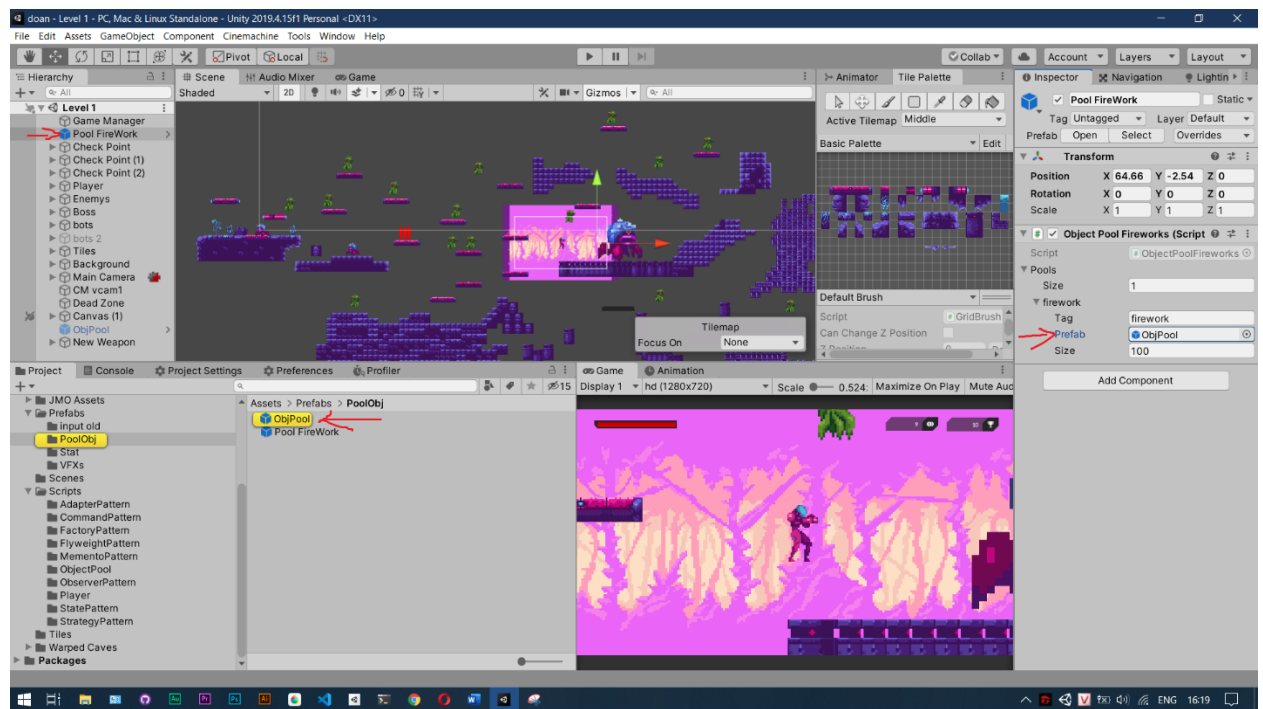 doan - Level 1 - PC, Mac & Linux Standalone - Unity 2019.4.15f1 Personal <DX11>
File Edit Assets GameObject Component Cinemachine Tools Window Help
Pivot Local Collab Account Layers Layout
Hierarchy
All
Level 1
Game Manager
Pool FireWork
Check Point
Check Point (1)
Check Point (2)
Player
Enemys
Boss
bots
bots 2
Tiles
Background
Main Camera
CM vcam1
Dead Zone
Canvas (1)
ObjPool
New Weapon
Scene Audio Mixer Game
Shaded 2D 0 Gizmos All
Tilemap
Focus On None
Animator Tile Palette
Active Tilemap Middle
Basic Palette Edit
Default Brush
Script GridBrush
Can Change Z Position
Z Position 0
Inspector Navigation Lightin
Pool FireWork Static
Tag Untagged Layer Default
Prefab Open Select Overrides
Transform
Position X 64.66 Y -2.54 Z 0
Rotation X 0 Y 0 Z 0
Scale X 1 Y 1 Z 1
Object Pool Fireworks (Script
Script ObjectPoolFireworks
Pools
Size 1
firework
Tag firework
Prefab ObjPool
Size 100
Add Component
Project Console Project Settings Preferences Profiler
15
JMO Assets
Prefabs
input old
PoolObj
Stat
VFXs
Scenes
Scripts
AdapterPattern
CommandPattern
FactoryPattern
FlyweightPattern
MementoPattern
ObjectPool
ObserverPattern
Player
StatePattern
StrategyPattern
Tiles
Warped Caves
Packages
Assets > Prefabs > PoolObj
ObjPool
Pool FireWork
Game Animation
Display 1 hd (1280x720) Scale 0.524: Maximize On Play Mute Aud
ENG 16:19